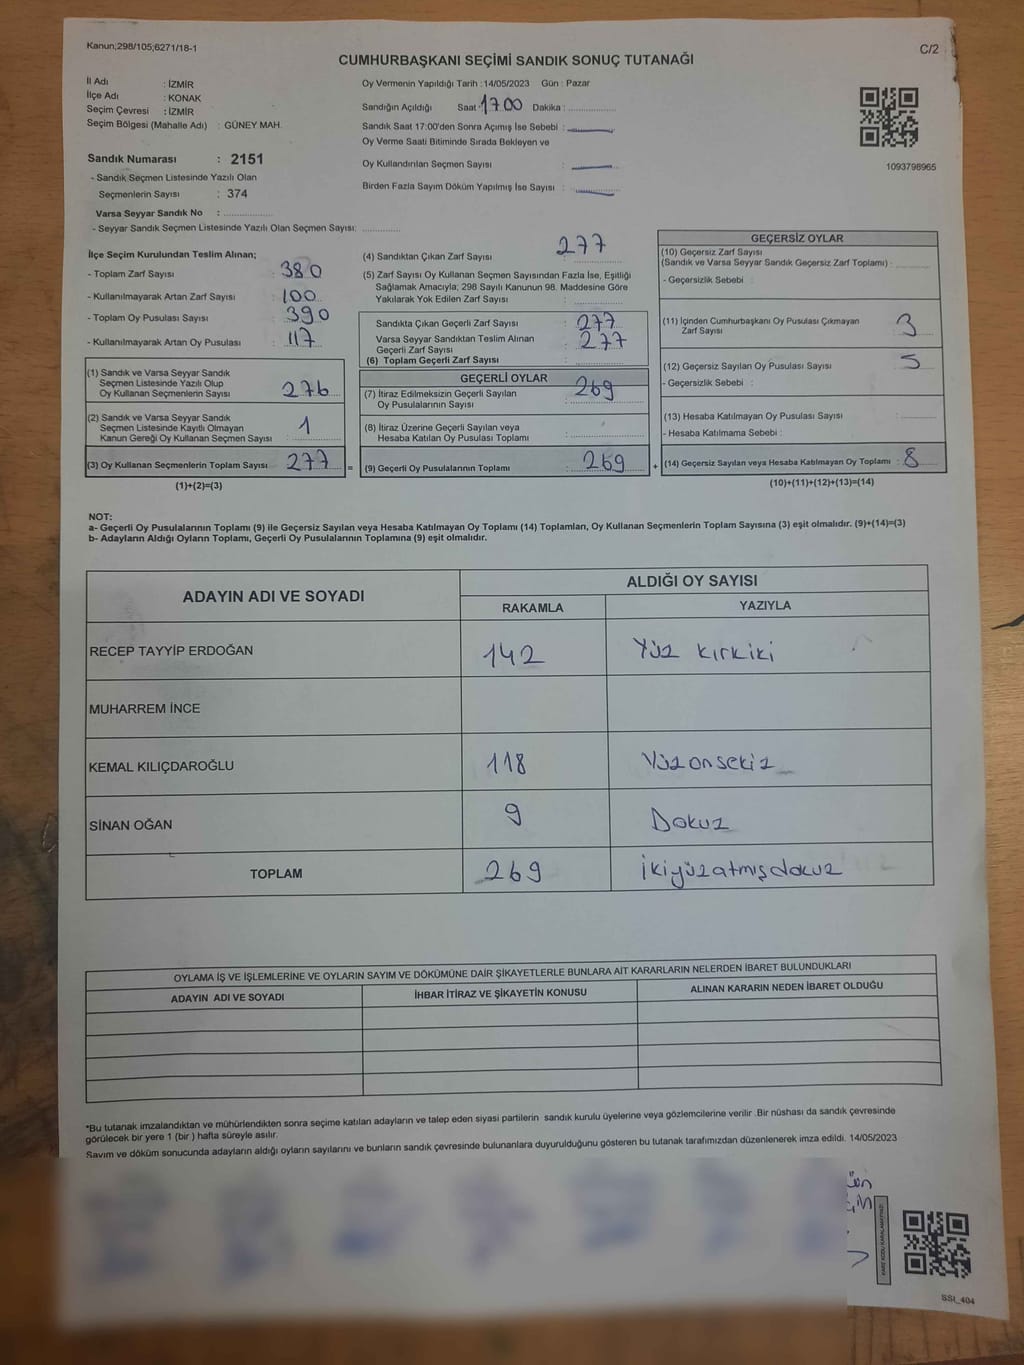 Kanun;298/105;6271/18-1
C/2
CUMHURBAŞKANI SEÇİMİ SANDIK SONUÇ TUTANAĞI
İl Adı : İZMİR
İlçe Adı : KONAK
Seçim Çevresi : İZMİR
Seçim Bölgesi (Mahalle Adı) : GÜNEY MAH.
Oy Vermenin Yapıldığı Tarih : 14/05/2023 Gün : Pazar
Sandığın Açıldığı Saat 17.00 Dakika :
Sandık Saat 17:00'den Sonra Açımış İse Sebebi :
Oy Verme Saati Bitiminde Sırada Bekleyen ve
Oy Kullandırılan Seçmen Sayısı :
Birden Fazla Sayım Döküm Yapılmış İse Sayısı :
1093798965
Sandık Numarası : 2151
- Sandık Seçmen Listesinde Yazılı Olan
Seçmenlerin Sayısı : 374
Varsa Seyyar Sandık No :
- Seyyar Sandık Seçmen Listesinde Yazılı Olan Seçmen Sayısı:
İlçe Seçim Kurulundan Teslim Alınan;
- Toplam Zarf Sayısı : 380
- Kullanılmayarak Artan Zarf Sayısı : 100
- Toplam Oy Pusulası Sayısı : 390
- Kullanılmayarak Artan Oy Pusulası : 117
(1) Sandık ve Varsa Seyyar Sandık
Seçmen Listesinde Yazılı Olup
Oy Kullanan Seçmenlerin Sayısı : 276
(2) Sandık ve Varsa Seyyar Sandık
Seçmen Listesinde Kayıtlı Olmayan
Kanun Gereği Oy Kullanan Seçmen Sayısı : 1
(3) Oy Kullanan Seçmenlerin Toplam Sayısı : 277 =
(1)+(2)=(3)
(4) Sandıktan Çıkan Zarf Sayısı : 277
(5) Zarf Sayısı Oy Kullanan Seçmen Sayısından Fazla İse, Eşitliği
Sağlamak Amacıyla; 298 Sayılı Kanunun 98. Maddesine Göre
Yakılarak Yok Edilen Zarf Sayısı :
Sandıkta Çıkan Geçerli Zarf Sayısı : 277
Varsa Seyyar Sandıktan Teslim Alınan
Geçerli Zarf Sayısı : 277
(6) Toplam Geçerli Zarf Sayısı :
GEÇERLİ OYLAR
(7) İtiraz Edilmeksizin Geçerli Sayılan
Oy Pusulalarının Sayısı : 269
(8) İtiraz Üzerine Geçerli Sayılan veya
Hesaba Katılan Oy Pusulası Toplamı :
(9) Geçerli Oy Pusulalarının Toplamı : 269 +
GEÇERSİZ OYLAR
(10) Geçersiz Zarf Sayısı
(Sandık ve Varsa Seyyar Sandık Geçersiz Zarf Toplamı) :
- Geçersizlik Sebebi :
(11) İçinden Cumhurbaşkanı Oy Pusulası Çıkmayan
Zarf Sayısı : 3
(12) Geçersiz Sayılan Oy Pusulası Sayısı : 5
- Geçersizlik Sebebi :
(13) Hesaba Katılmayan Oy Pusulası Sayısı :
- Hesaba Katılmama Sebebi :
(14) Geçersiz Sayılan veya Hesaba Katılmayan Oy Toplamı : 8
(10)+(11)+(12)+(13)=(14)
NOT:
a- Geçerli Oy Pusulalarının Toplamı (9) ile Geçersiz Sayılan veya Hesaba Katılmayan Oy Toplamı (14) Toplamları, Oy Kullanan Seçmenlerin Toplam Sayısına (3) eşit olmalıdır. (9)+(14)=(3)
b- Adayların Aldığı Oyların Toplamı, Geçerli Oy Pusulalarının Toplamına (9) eşit olmalıdır.
ADAYIN ADI VE SOYADI ALDIĞI OY SAYISI
RAKAMLA YAZIYLA
RECEP TAYYİP ERDOĞAN 142 Yüz kırkiki
MUHARREM İNCE
KEMAL KILIÇDAROĞLU 118 Yüzonsekiz
SİNAN OĞAN 9 Dokuz
TOPLAM 269 ikiyüzatmışdokuz
OYLAMA İŞ VE İŞLEMLERİNE VE OYLARIN SAYIM VE DÖKÜMÜNE DAİR ŞİKAYETLERLE BUNLARA AİT KARARLARIN NELERDEN İBARET BULUNDUKLARI
ADAYIN ADI VE SOYADI İHBAR İTİRAZ VE ŞİKAYETİN KONUSU ALINAN KARARIN NEDEN İBARET OLDUĞU
*Bu tutanak imzalandıktan ve mühürlendikten sonra seçime katılan adayların ve talep eden siyasi partilerin sandık kurulu üyelerine veya gözlemcilerine verilir .Bir nüshası da sandık çevresinde
görülecek bir yere 1 (bir ) hafta süreyle asılır.
Sayım ve döküm sonucunda adayların aldığı oyların sayılarını ve bunların sandık çevresinde bulunanlara duyurulduğunu gösteren bu tutanak tarafımızdan düzenlenerek imza edildi. 14/05/2023
KARE KODU KARALAMAYINIZ!
SSt_404